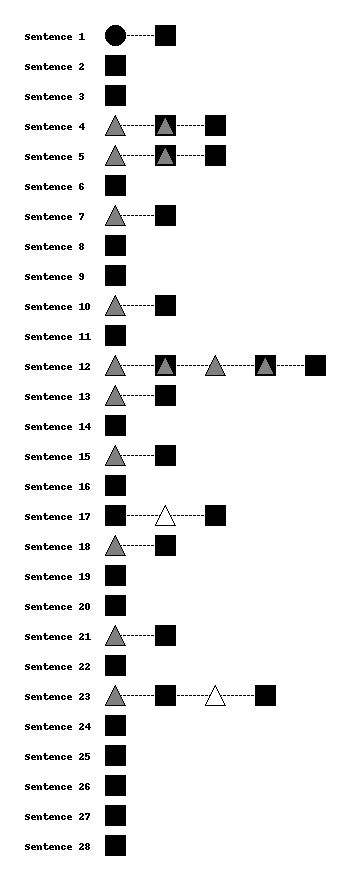 Sentence 1
Sentence 2
Sentence 3
Sentence 4
Sentence 5
Sentence 6
Sentence 7
Sentence 8
Sentence 9
Sentence 10
Sentence 11
Sentence 12
Sentence 13
Sentence 14
Sentence 15
Sentence 16
Sentence 17
Sentence 18
Sentence 19
Sentence 20
Sentence 21
Sentence 22
Sentence 23
Sentence 24
Sentence 25
Sentence 26
Sentence 27
Sentence 28